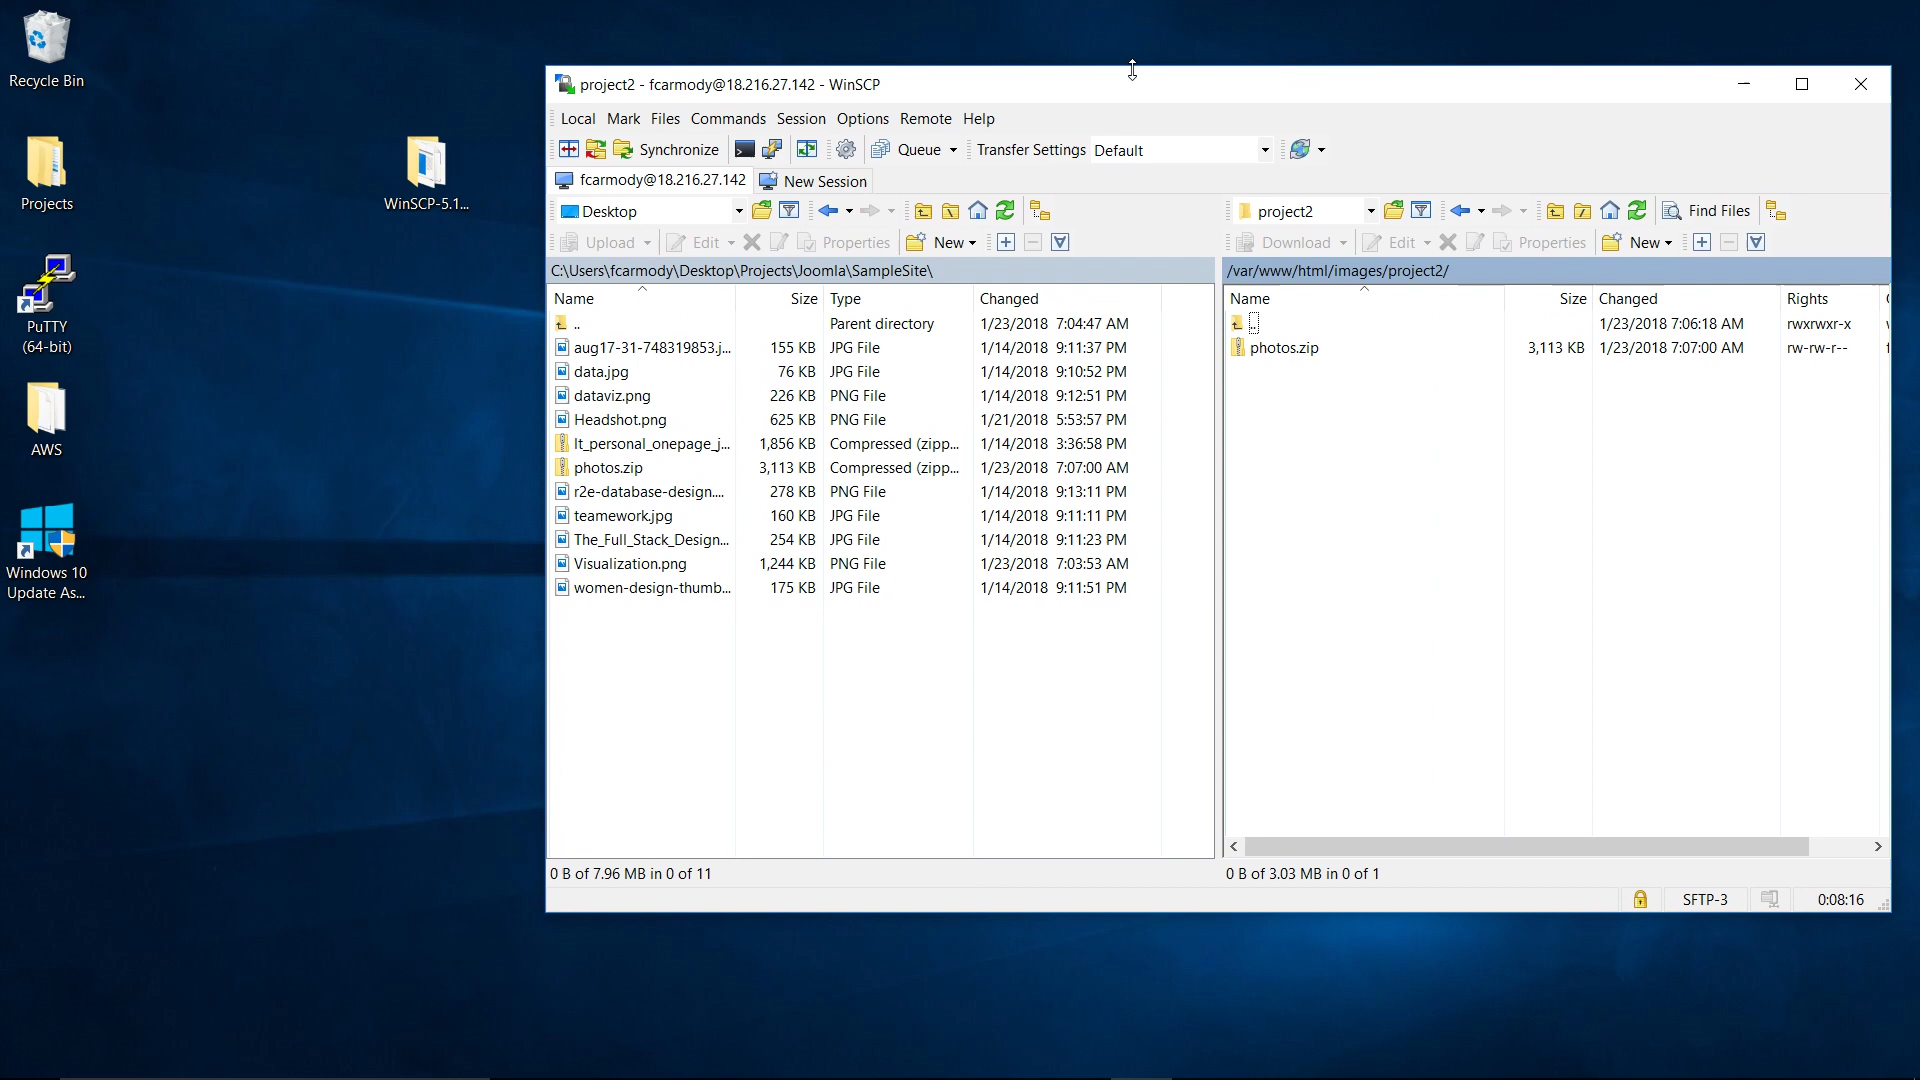 Recycle Bin
Projects
WinSCP-5.1...
PuTTY
(64-bit)
AWS
Windows 10
Update As...
project2 - fcarmody@18.216.27.142 - WinSCP
Local Mark Files Commands Session Options Remote Help
Synchronize Queue Transfer Settings Default
fcarmody@18.216.27.142 New Session
Desktop
Upload Edit Properties New
C:\Users\fcarmody\Desktop\Projects\Joomla\SampleSite\
Name Size Type Changed
.. Parent directory 1/23/2018 7:04:47 AM
aug17-31-748319853.j... 155 KB JPG File 1/14/2018 9:11:37 PM
data.jpg 76 KB JPG File 1/14/2018 9:10:52 PM
dataviz.png 226 KB PNG File 1/14/2018 9:12:51 PM
Headshot.png 625 KB PNG File 1/21/2018 5:53:57 PM
lt_personal_onepage_j... 1,856 KB Compressed (zipp... 1/14/2018 3:36:58 PM
photos.zip 3,113 KB Compressed (zipp... 1/23/2018 7:07:00 AM
r2e-database-design.... 278 KB PNG File 1/14/2018 9:13:11 PM
teamework.jpg 160 KB JPG File 1/14/2018 9:11:11 PM
The_Full_Stack_Design... 254 KB JPG File 1/14/2018 9:11:23 PM
Visualization.png 1,244 KB PNG File 1/23/2018 7:03:53 AM
women-design-thumb... 175 KB JPG File 1/14/2018 9:11:51 PM
0 B of 7.96 MB in 0 of 11
project2 Find Files
Download Edit Properties New
/var/www/html/images/project2/
Name Size Changed Rights
.. 1/23/2018 7:06:18 AM rwxrwxr-x
photos.zip 3,113 KB 1/23/2018 7:07:00 AM rw-rw-r--
0 B of 3.03 MB in 0 of 1
SFTP-3 0:08:16